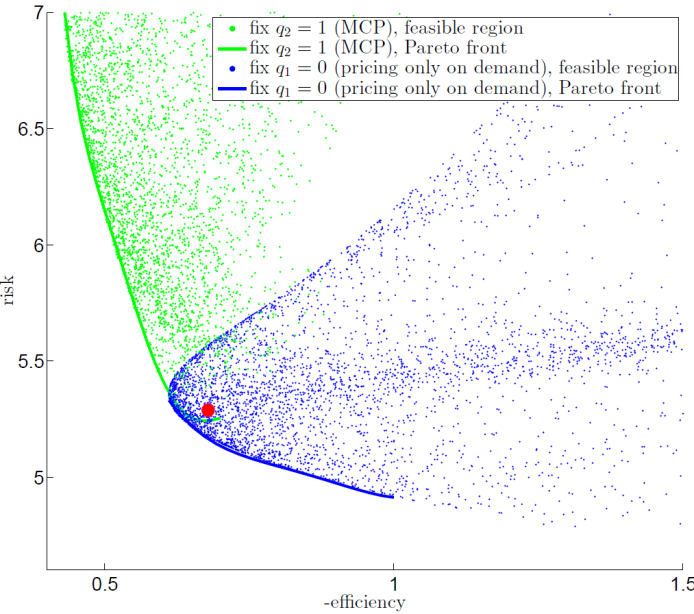 7
6.5
6
5.5
5
risk
fix q₂ = 1 (MCP), feasible region
fix q₂ = 1 (MCP), Pareto front
fix q₁ = 0 (pricing only on demand), feasible region
fix q₁ = 0 (pricing only on demand), Pareto front
0.5
1
1.5
-efficiency